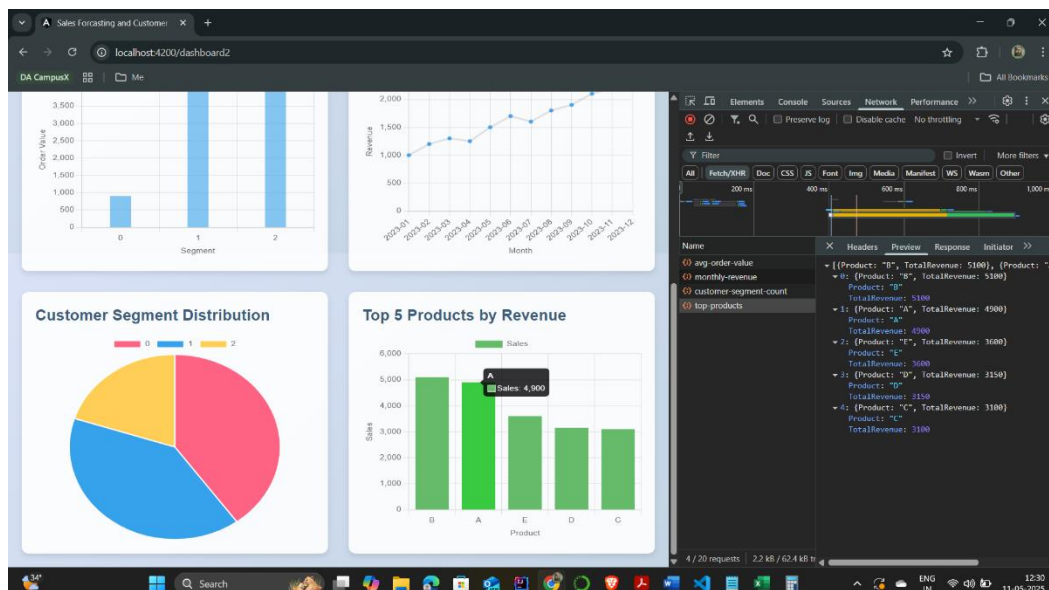 Sales Forcasting and Customer
localhost:4200/dashboard2
DA CampusX
Me
All Bookmarks
3,500
3,000
2,500
2,000
1,500
1,000
500
0
Order Value
0 1 2
Segment
2,000
1,500
1,000
500
0
Revenue
2023-01 2023-02 2023-03 2023-04 2023-05 2023-06 2023-07 2023-08 2023-09 2023-10 2023-11 2023-12
Month
Customer Segment Distribution
0 1 2
Top 5 Products by Revenue
Sales
6,000
5,000
4,000
3,000
2,000
1,000
0
Sales
A
Sales: 4,900
B A E D C
Product
Elements Console Sources Network Performance
Preserve log Disable cache No throttling
Filter Invert More filters
All Fetch/XHR Doc CSS JS Font Img Media Manifest WS Wasm Other
200 ms 400 ms 600 ms 800 ms 1,000 m
Name
avg-order-value
monthly-revenue
customer-segment-count
top-products
Headers Preview Response Initiator
[{Product: "B", TotalRevenue: 5100}, {Product: "
0: {Product: "B", TotalRevenue: 5100}
Product: "B"
TotalRevenue: 5100
1: {Product: "A", TotalRevenue: 4900}
Product: "A"
TotalRevenue: 4900
2: {Product: "E", TotalRevenue: 3600}
Product: "E"
TotalRevenue: 3600
3: {Product: "D", TotalRevenue: 3150}
Product: "D"
TotalRevenue: 3150
4: {Product: "C", TotalRevenue: 3100}
Product: "C"
TotalRevenue: 3100
4 / 20 requests 2.2 kB / 62.4 kB tr
34°
Search
ENG
IN
12:30
11-05-2025